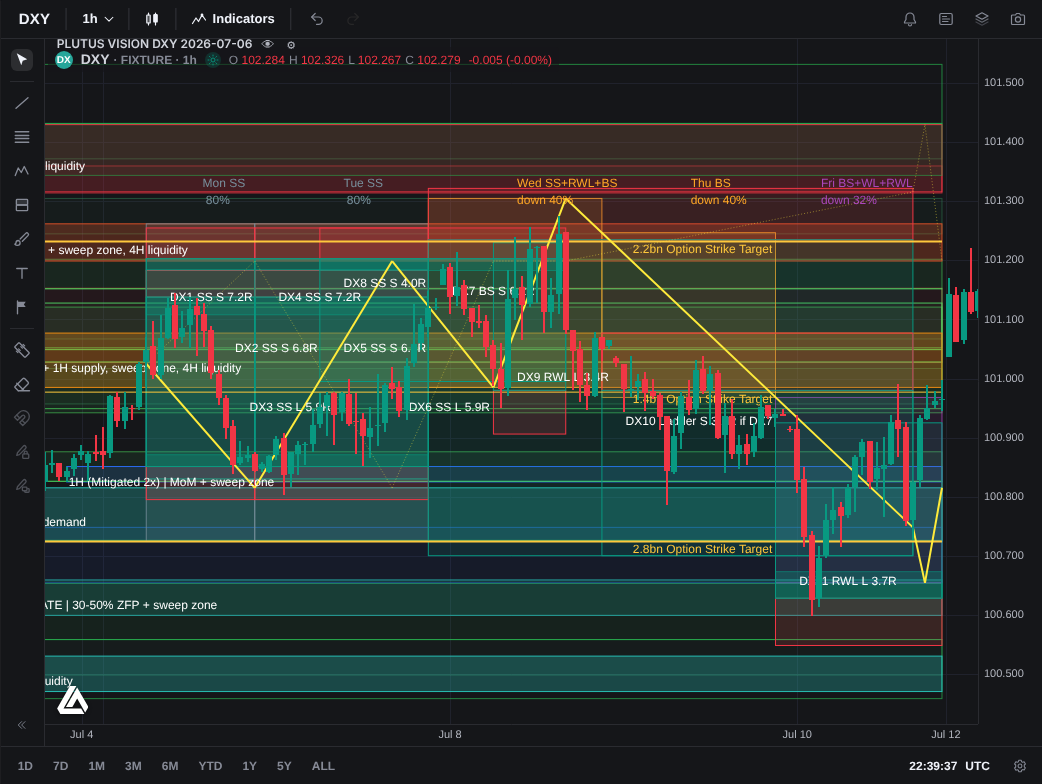 DXY 1h Indicators
PLUTUS VISION DXY 2026-07-06
DX DXY · FIXTURE · 1h O 102.284 H 102.326 L 102.267 C 102.279 -0.005 (-0.00%)
101.500
101.400
liquidity
Mon SS
80%
Tue SS
80%
Wed SS+RWL+BS
down 40%
Thu BS
down 40%
Fri BS+WL+RWL
down 32%
101.300
+ sweep zone, 4H liquidity
2.2bn Option Strike Target
101.200
DX8 SS S 4.0R
DX1 SS S 7.2R
DX4 SS S 7.2R
BS S
101.100
DX2 SS S 6.8R
DX5 SS S
+ 1H supply, zone, 4H liquidity
DX9 RWL L
101.000
Option Strike Target
DX3 SS L
DX6 SS L 5.9R
DX10
100.900
1H (Mitigated 2x) | MoM + sweep zone
100.800
demand
2.8bn Option Strike Target
100.700
RWL L 3.7R
| 30-50% ZFP + sweep zone
100.600
100.500
Jul 4
Jul 8
Jul 10
Jul 12
1D 7D 1M 3M 6M YTD 1Y 5Y ALL
22:39:37 UTC